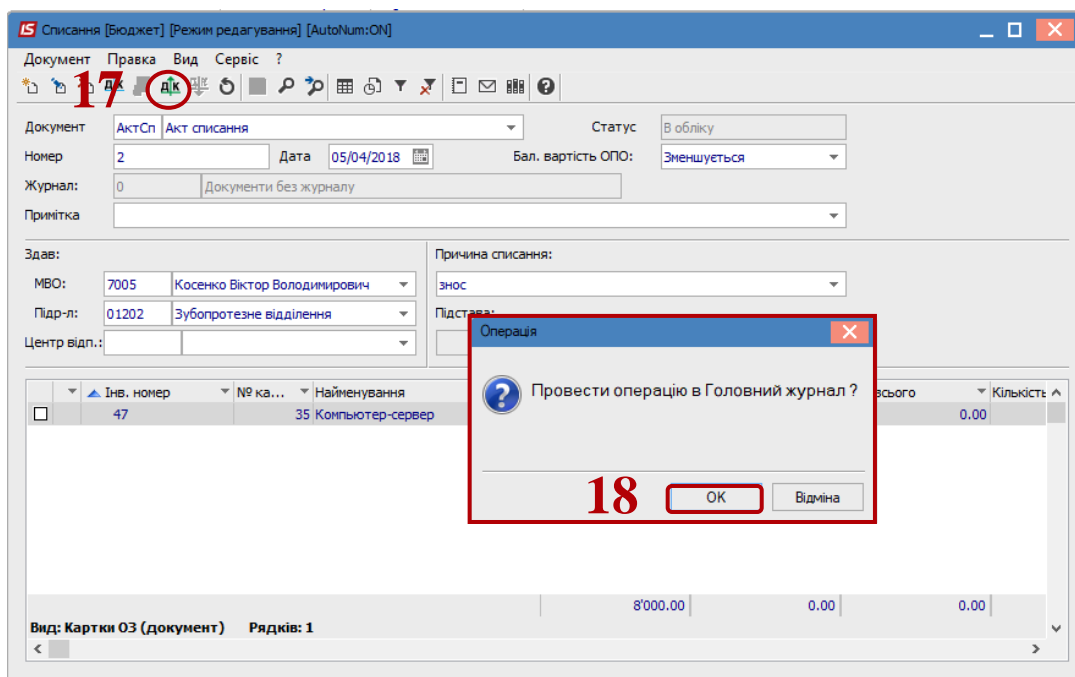 Списання [Бюджет] [Режим редагування] [AutoNum:ON]
Документ Правка Вид Сервіс ?
17
Документ АктСп Акт списання Статус В обліку
Номер 2 Дата 05/04/2018 Бал. вартість ОПО: Зменшується
Журнал: 0 Документи без журналу
Примітка
Здав: Причина списання:
МВО: 7005 Косенко Віктор Володимирович знос
Підр-л: 01202 Зубопротезне відділення Підстава:
Центр відп.:
Операція
Провести операцію в Головний журнал ?
18 OK Відміна
Інв. номер № ка... Найменування всього Кількість
47 35 Компьютер-сервер 0.00
8'000.00 0.00 0.00
Вид: Картки ОЗ (документ) Рядків: 1